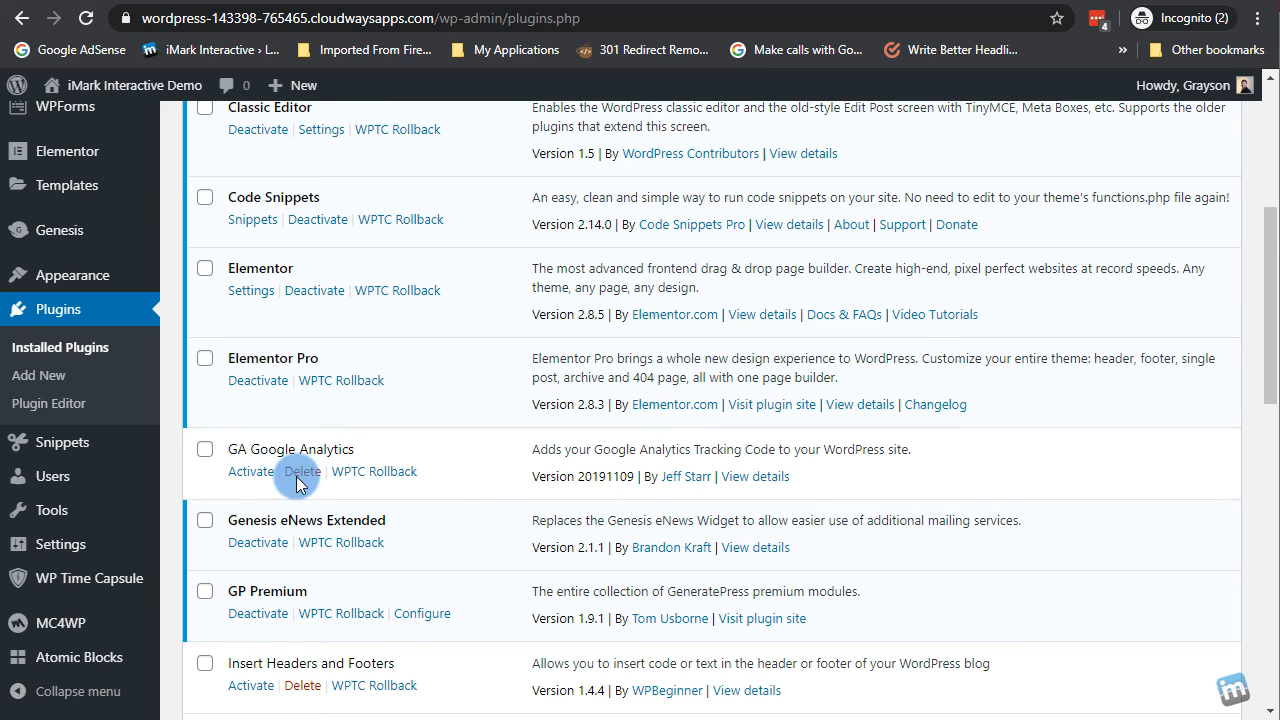 wordpress-143398-765465.cloudwaysapps.com/wp-admin/plugins.php
4
Incognito (2)
Google AdSense
iMark Interactive › L...
Imported From Fire...
My Applications
301 Redirect Remo...
Make calls with Go...
Write Better Headli...
»
Other bookmarks
iMark Interactive Demo
0
New
Howdy, Grayson
WPForms
Elementor
Templates
Genesis
Appearance
Plugins
Installed Plugins
Add New
Plugin Editor
Snippets
Users
Tools
Settings
WP Time Capsule
MC4WP
Atomic Blocks
Collapse menu
Classic Editor
Deactivate | Settings | WPTC Rollback
Enables the WordPress classic editor and the old-style Edit Post screen with TinyMCE, Meta Boxes, etc. Supports the older
plugins that extend this screen.
Version 1.5 | By WordPress Contributors | View details
Code Snippets
Snippets | Deactivate | WPTC Rollback
An easy, clean and simple way to run code snippets on your site. No need to edit to your theme's functions.php file again!
Version 2.14.0 | By Code Snippets Pro | View details | About | Support | Donate
Elementor
Settings | Deactivate | WPTC Rollback
The most advanced frontend drag & drop page builder. Create high-end, pixel perfect websites at record speeds. Any
theme, any page, any design.
Version 2.8.5 | By Elementor.com | View details | Docs & FAQs | Video Tutorials
Elementor Pro
Deactivate | WPTC Rollback
Elementor Pro brings a whole new design experience to WordPress. Customize your entire theme: header, footer, single
post, archive and 404 page, all with one page builder.
Version 2.8.3 | By Elementor.com | Visit plugin site | View details | Changelog
GA Google Analytics
Activate | Delete | WPTC Rollback
Adds your Google Analytics Tracking Code to your WordPress site.
Version 20191109 | By Jeff Starr | View details
Genesis eNews Extended
Deactivate | WPTC Rollback
Replaces the Genesis eNews Widget to allow easier use of additional mailing services.
Version 2.1.1 | By Brandon Kraft | View details
GP Premium
Deactivate | WPTC Rollback | Configure
The entire collection of GeneratePress premium modules.
Version 1.9.1 | By Tom Usborne | Visit plugin site
Insert Headers and Footers
Activate | Delete | WPTC Rollback
Allows you to insert code or text in the header or footer of your WordPress blog
Version 1.4.4 | By WPBeginner | View details
im